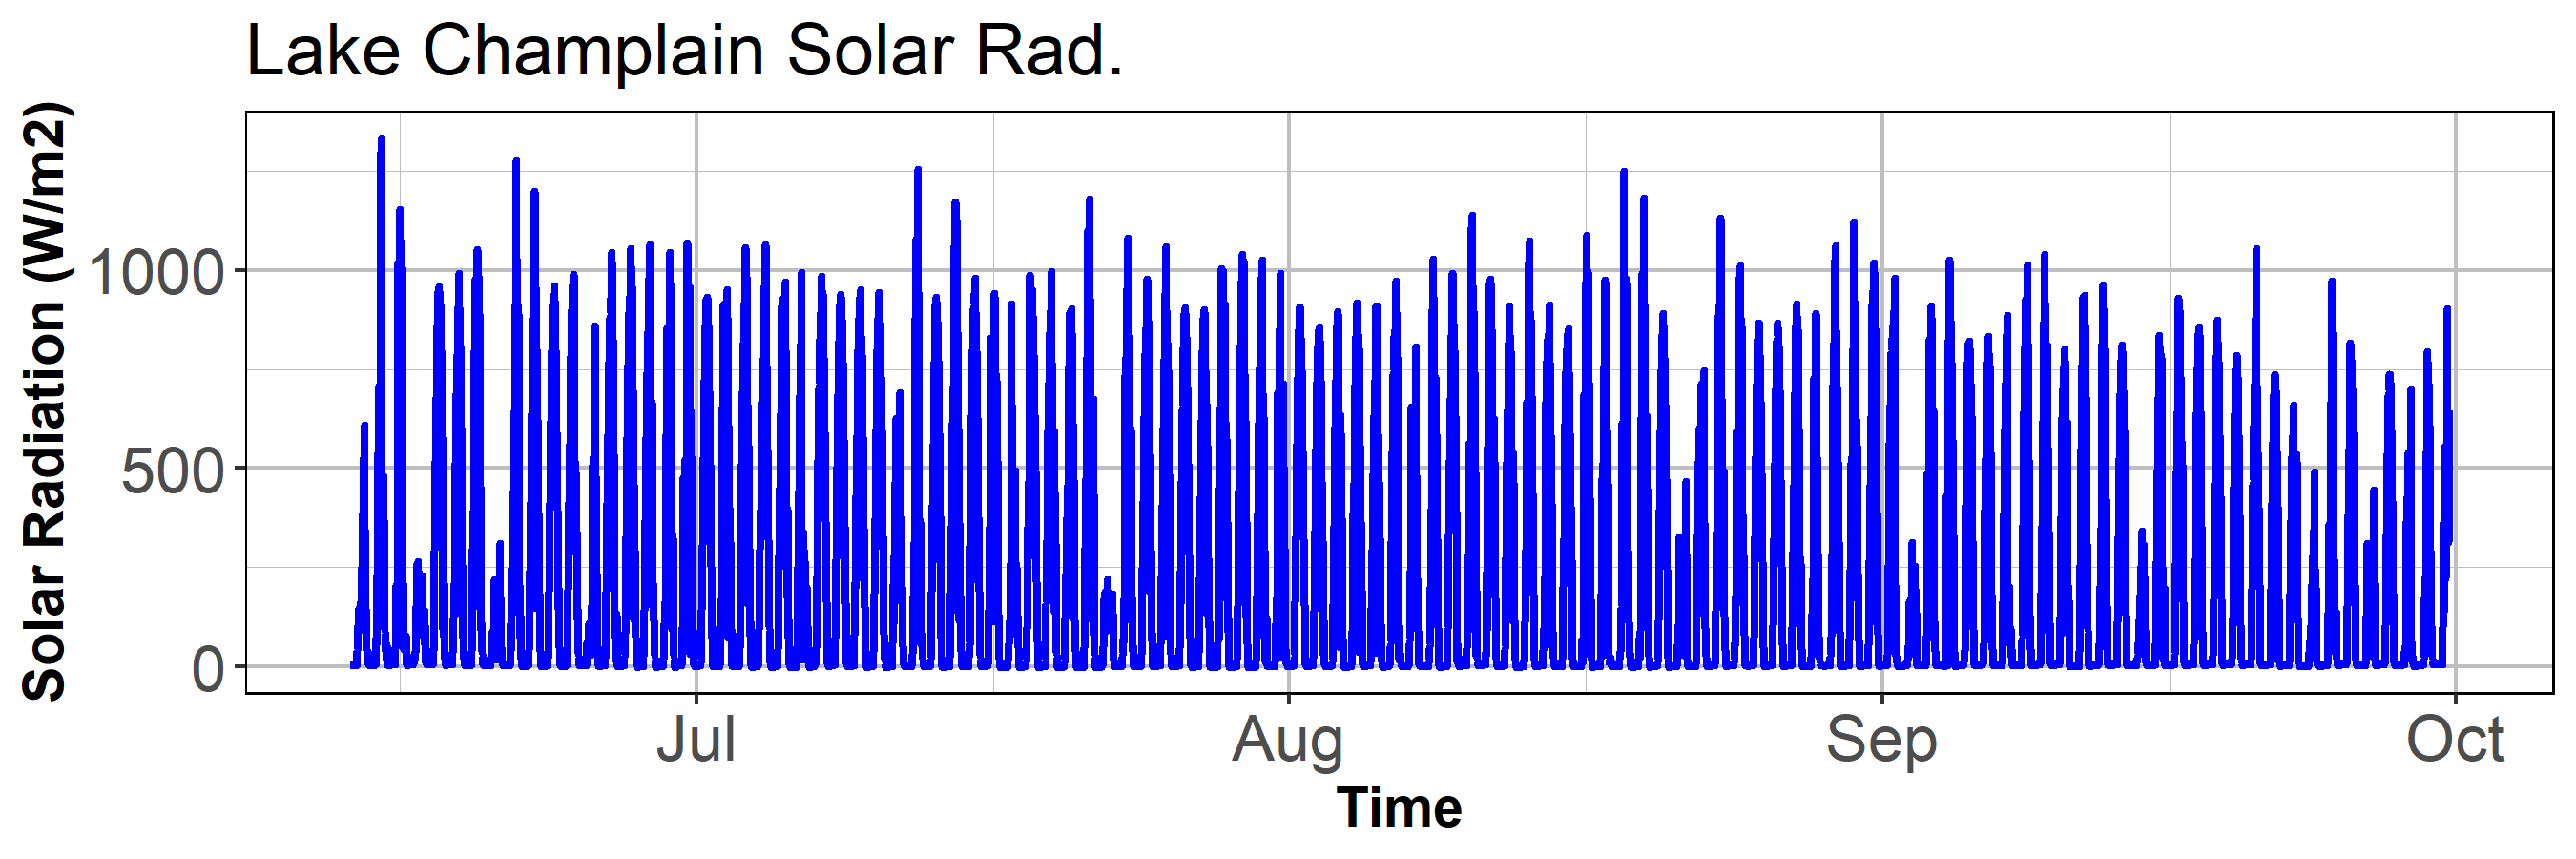 Lake Champlain Solar Rad.
Solar Radiation (W/m2)
1000
500
0
Jul Aug Sep Oct
Time